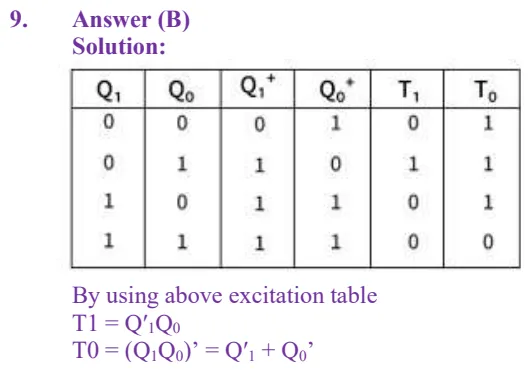 9. Answer (B)
Solution:
Q₁ Q₀ Q₁⁺ Q₀⁺ T₁ T₀
0 0 0 1 0 1
0 1 1 0 1 1
1 0 1 1 0 1
1 1 1 1 0 0
By using above excitation table
T1 = Q′₁Q₀
T0 = (Q₁Q₀)’ = Q′₁ + Q₀’